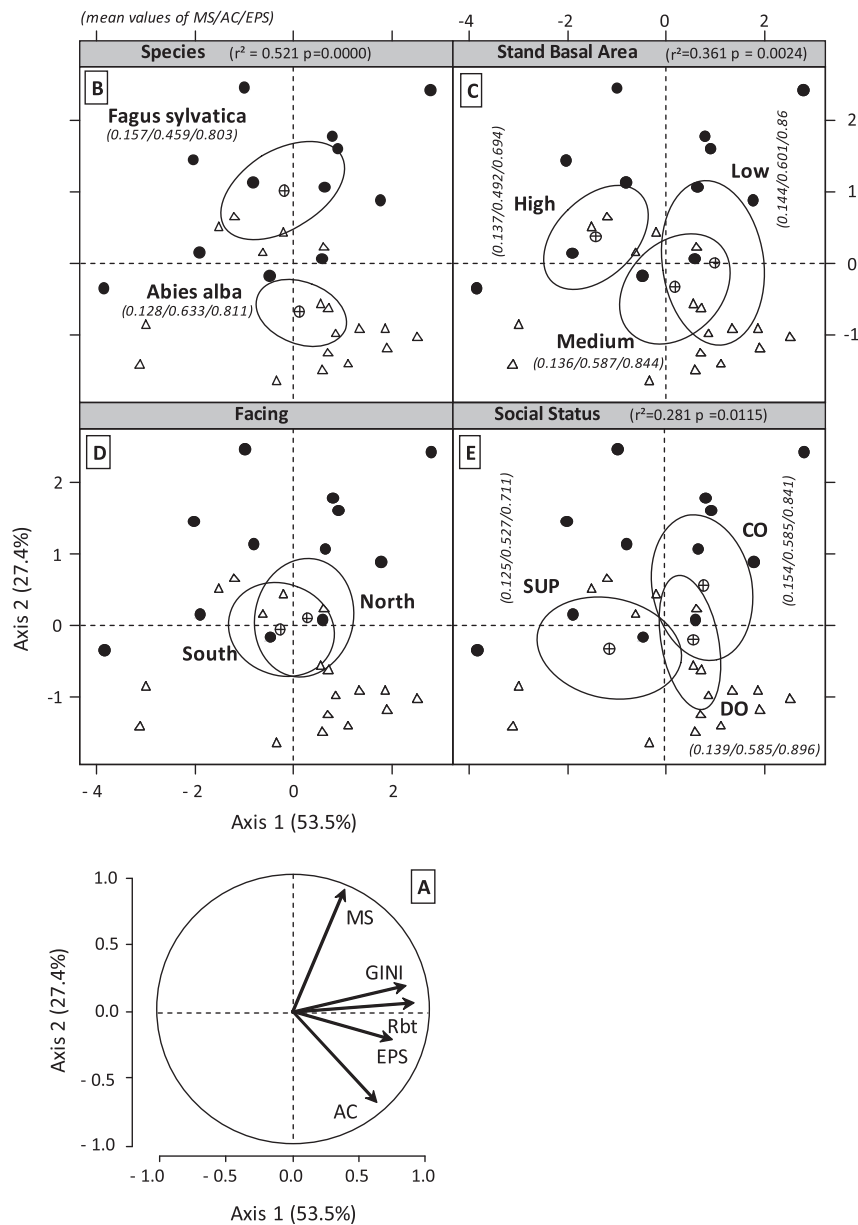 (mean values of MS/AC/EPS)
-4 -2 0 2
Species (r² = 0.521 p=0.0000)
Stand Basal Area (r²=0.361 p = 0.0024)
B
Fagus sylvatica
(0.157/0.459/0.803)
Abies alba
(0.128/0.633/0.811)
C
(0.137/0.492/0.694)
High
Low
(0.144/0.601/0.86
Medium
(0.136/0.587/0.844)
2
1
0
-1
Facing
Social Status (r²=0.281 p =0.0115)
D
North
South
E
(0.125/0.527/0.711)
SUP
CO
(0.154/0.585/0.841)
DO
(0.139/0.585/0.896)
2
1
0
-1
Axis 2 (27.4%)
- 4 - 2 0 2
-4 -2 0 2
Axis 1 (53.5%)
A
MS
GINI
Rbt
EPS
AC
1.0
0.5
0.0
- 0.5
- 1.0
Axis 2 (27.4%)
- 1.0 - 0.5 0.0 0.5 1.0
Axis 1 (53.5%)